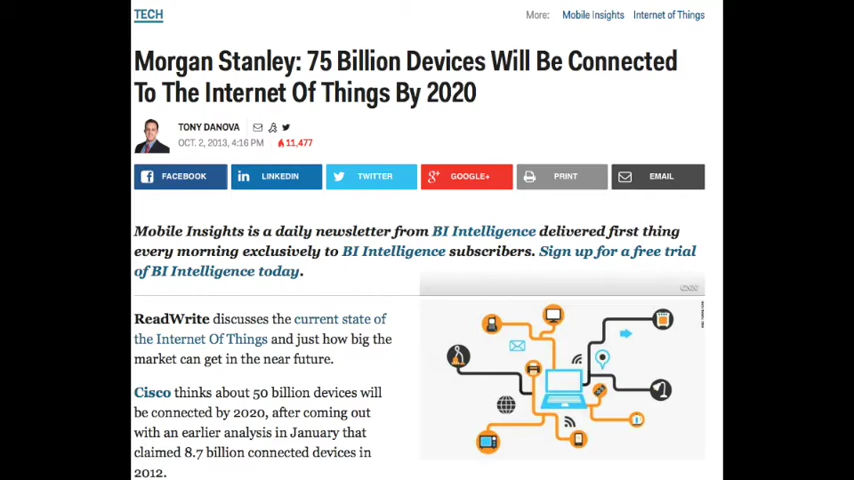 TECH
More: Mobile Insights Internet of Things
Morgan Stanley: 75 Billion Devices Will Be Connected
To The Internet Of Things By 2020
TONY DANOVA
OCT. 2, 2013, 4:16 PM 11,477
FACEBOOK
LINKEDIN
TWITTER
GOOGLE+
PRINT
EMAIL
Mobile Insights is a daily newsletter from BI Intelligence delivered first thing
every morning exclusively to BI Intelligence subscribers. Sign up for a free trial
of BI Intelligence today.
ReadWrite discusses the current state of
the Internet Of Things and just how big the
market can get in the near future.
Cisco thinks about 50 billion devices will
be connected by 2020, after coming out
with an earlier analysis in January that
claimed 8.7 billion connected devices in
2012.